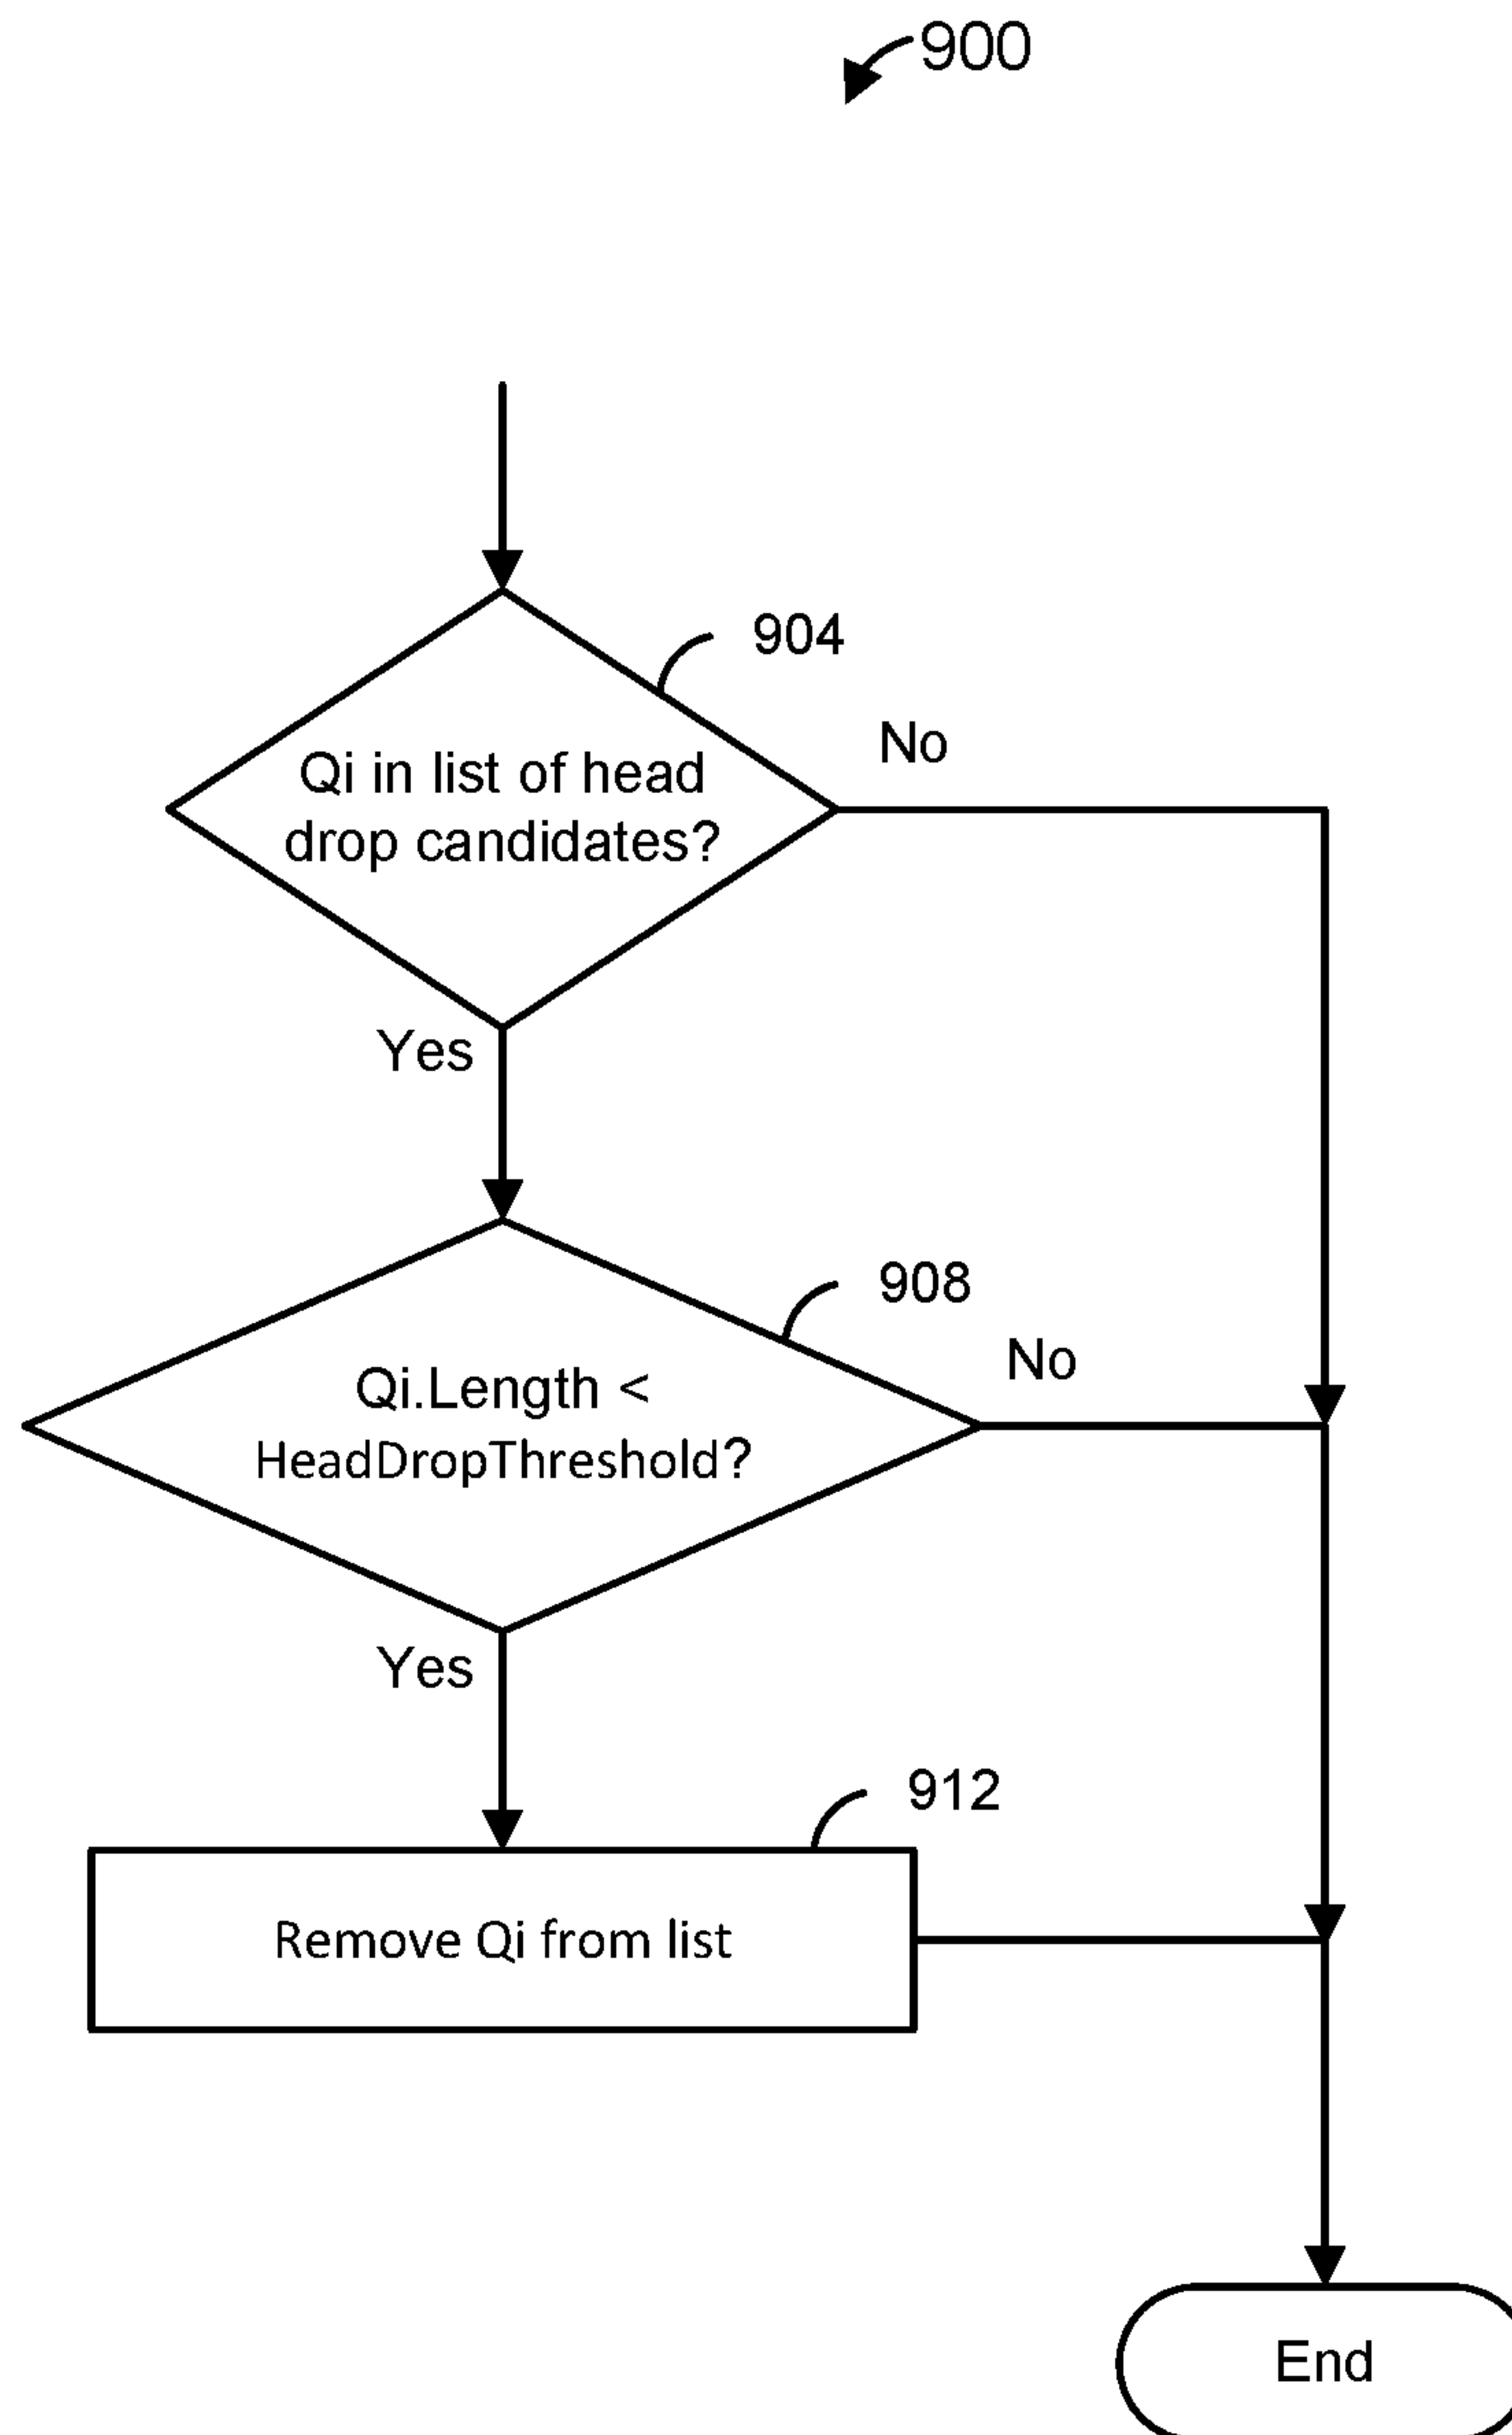 900
904
No
Qi in list of head
drop candidates?
Yes
908
No
Qi.Length <
HeadDropThreshold?
Yes
912
Remove Qi from list
End